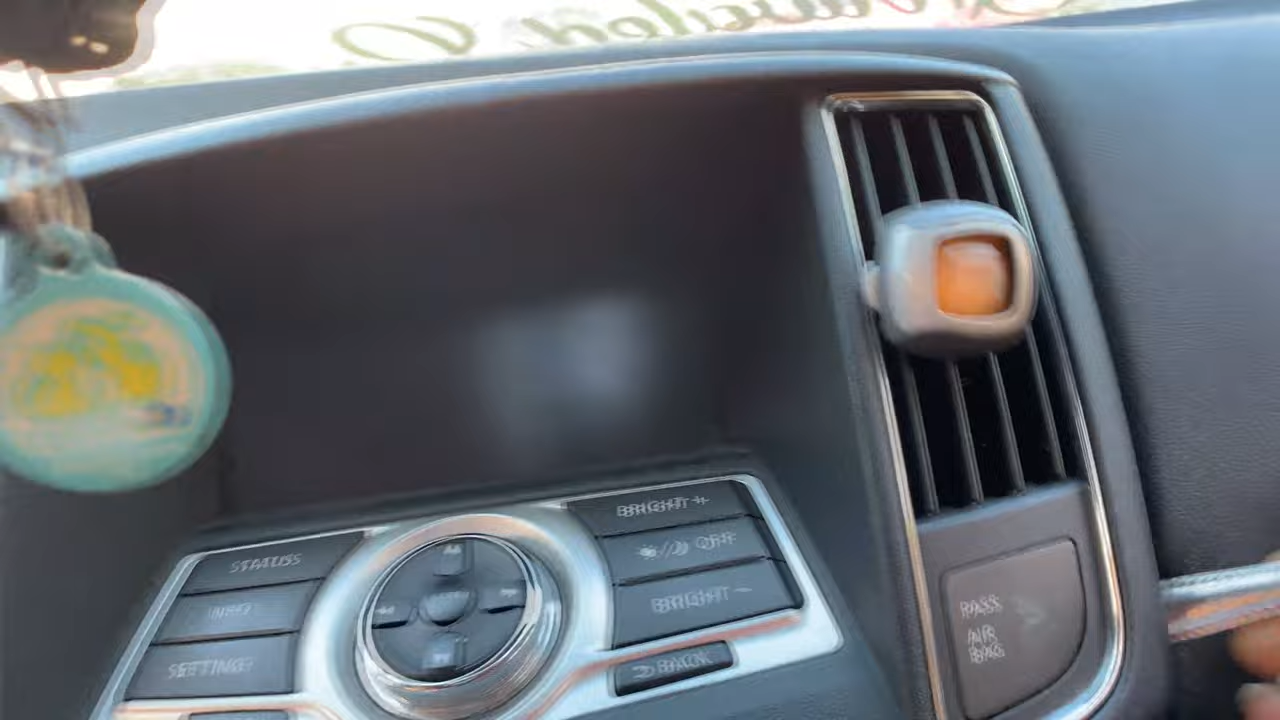 STATUS
INFO
SETTING
BRIGHT +
OFF
BRIGHT -
BACK
PASS
AIR
BAG